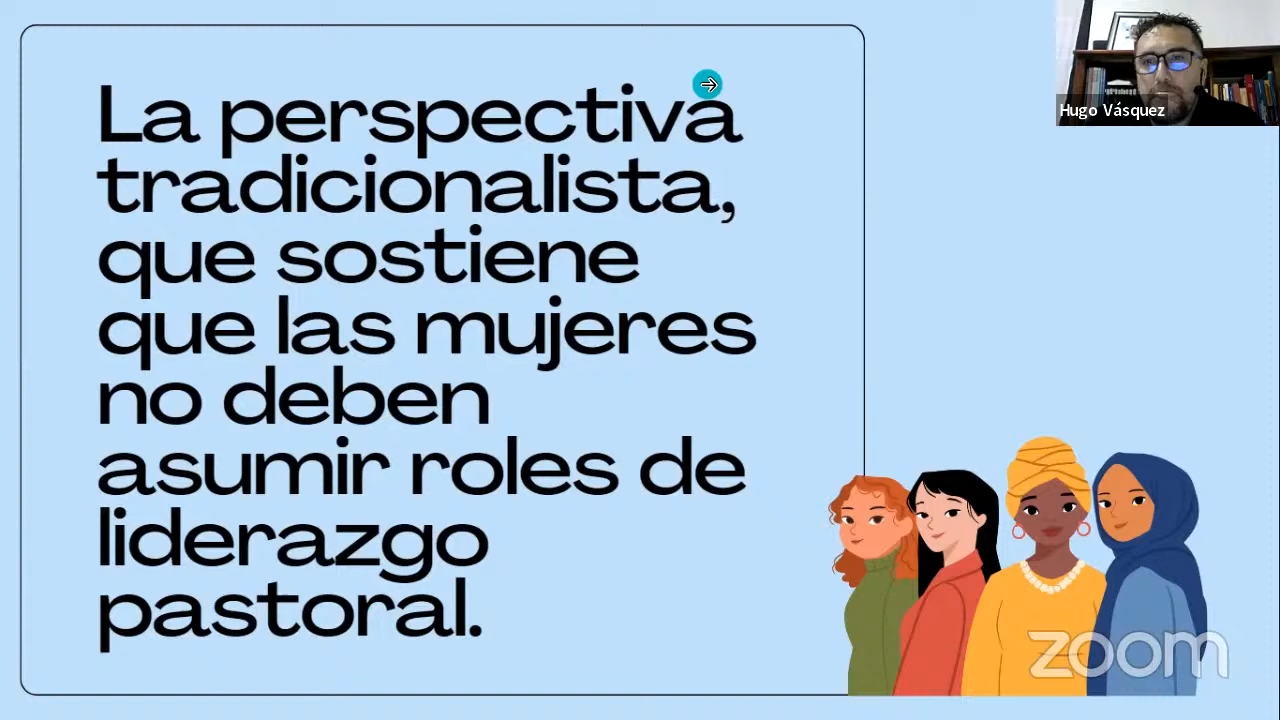 La perspectiva
tradicionalista,
que sostiene
que las mujeres
no deben
asumir roles de
liderazgo
pastoral.
Hugo Vásquez
zoom